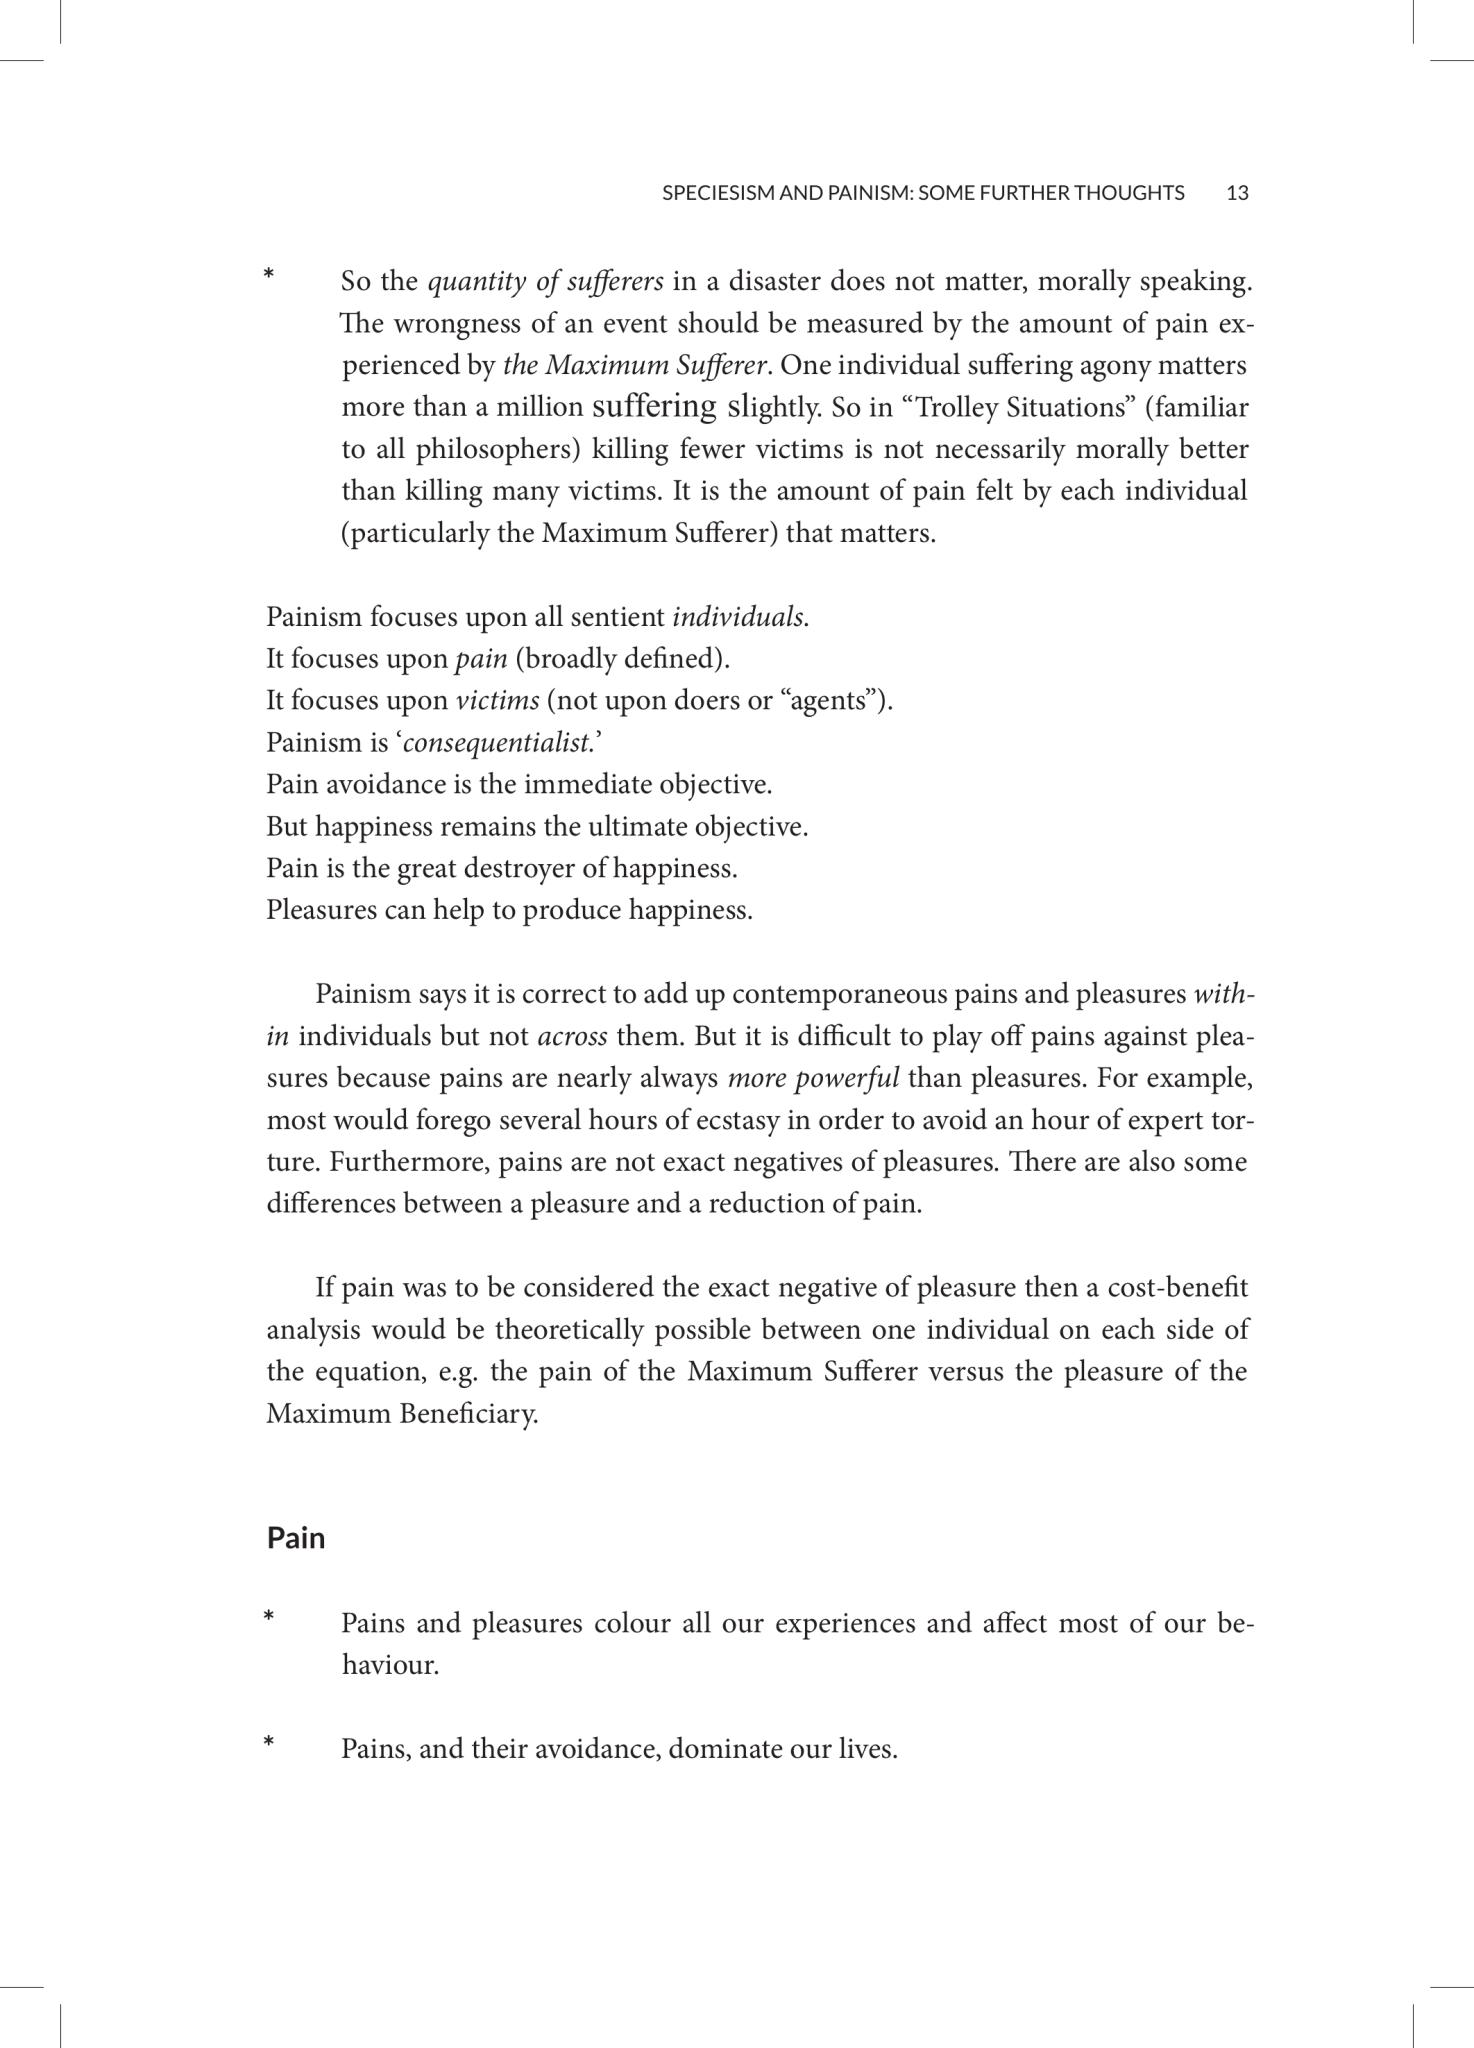 SPECIESISM AND PAINISM: SOME FURTHER THOUGHTS 13
* So the quantity of sufferers in a disaster does not matter, morally speaking.
The wrongness of an event should be measured by the amount of pain ex-
perienced by the Maximum Sufferer. One individual suffering agony matters
more than a million suffering slightly. So in “Trolley Situations” (familiar
to all philosophers) killing fewer victims is not necessarily morally better
than killing many victims. It is the amount of pain felt by each individual
(particularly the Maximum Sufferer) that matters.
Painism focuses upon all sentient individuals.
It focuses upon pain (broadly defined).
It focuses upon victims (not upon doers or “agents”).
Painism is ‘consequentialist.’
Pain avoidance is the immediate objective.
But happiness remains the ultimate objective.
Pain is the great destroyer of happiness.
Pleasures can help to produce happiness.
Painism says it is correct to add up contemporaneous pains and pleasures with-
in individuals but not across them. But it is difficult to play off pains against plea-
sures because pains are nearly always more powerful than pleasures. For example,
most would forego several hours of ecstasy in order to avoid an hour of expert tor-
ture. Furthermore, pains are not exact negatives of pleasures. There are also some
differences between a pleasure and a reduction of pain.
If pain was to be considered the exact negative of pleasure then a cost-benefit
analysis would be theoretically possible between one individual on each side of
the equation, e.g. the pain of the Maximum Sufferer versus the pleasure of the
Maximum Beneficiary.
Pain
* Pains and pleasures colour all our experiences and affect most of our be-
haviour.
* Pains, and their avoidance, dominate our lives.